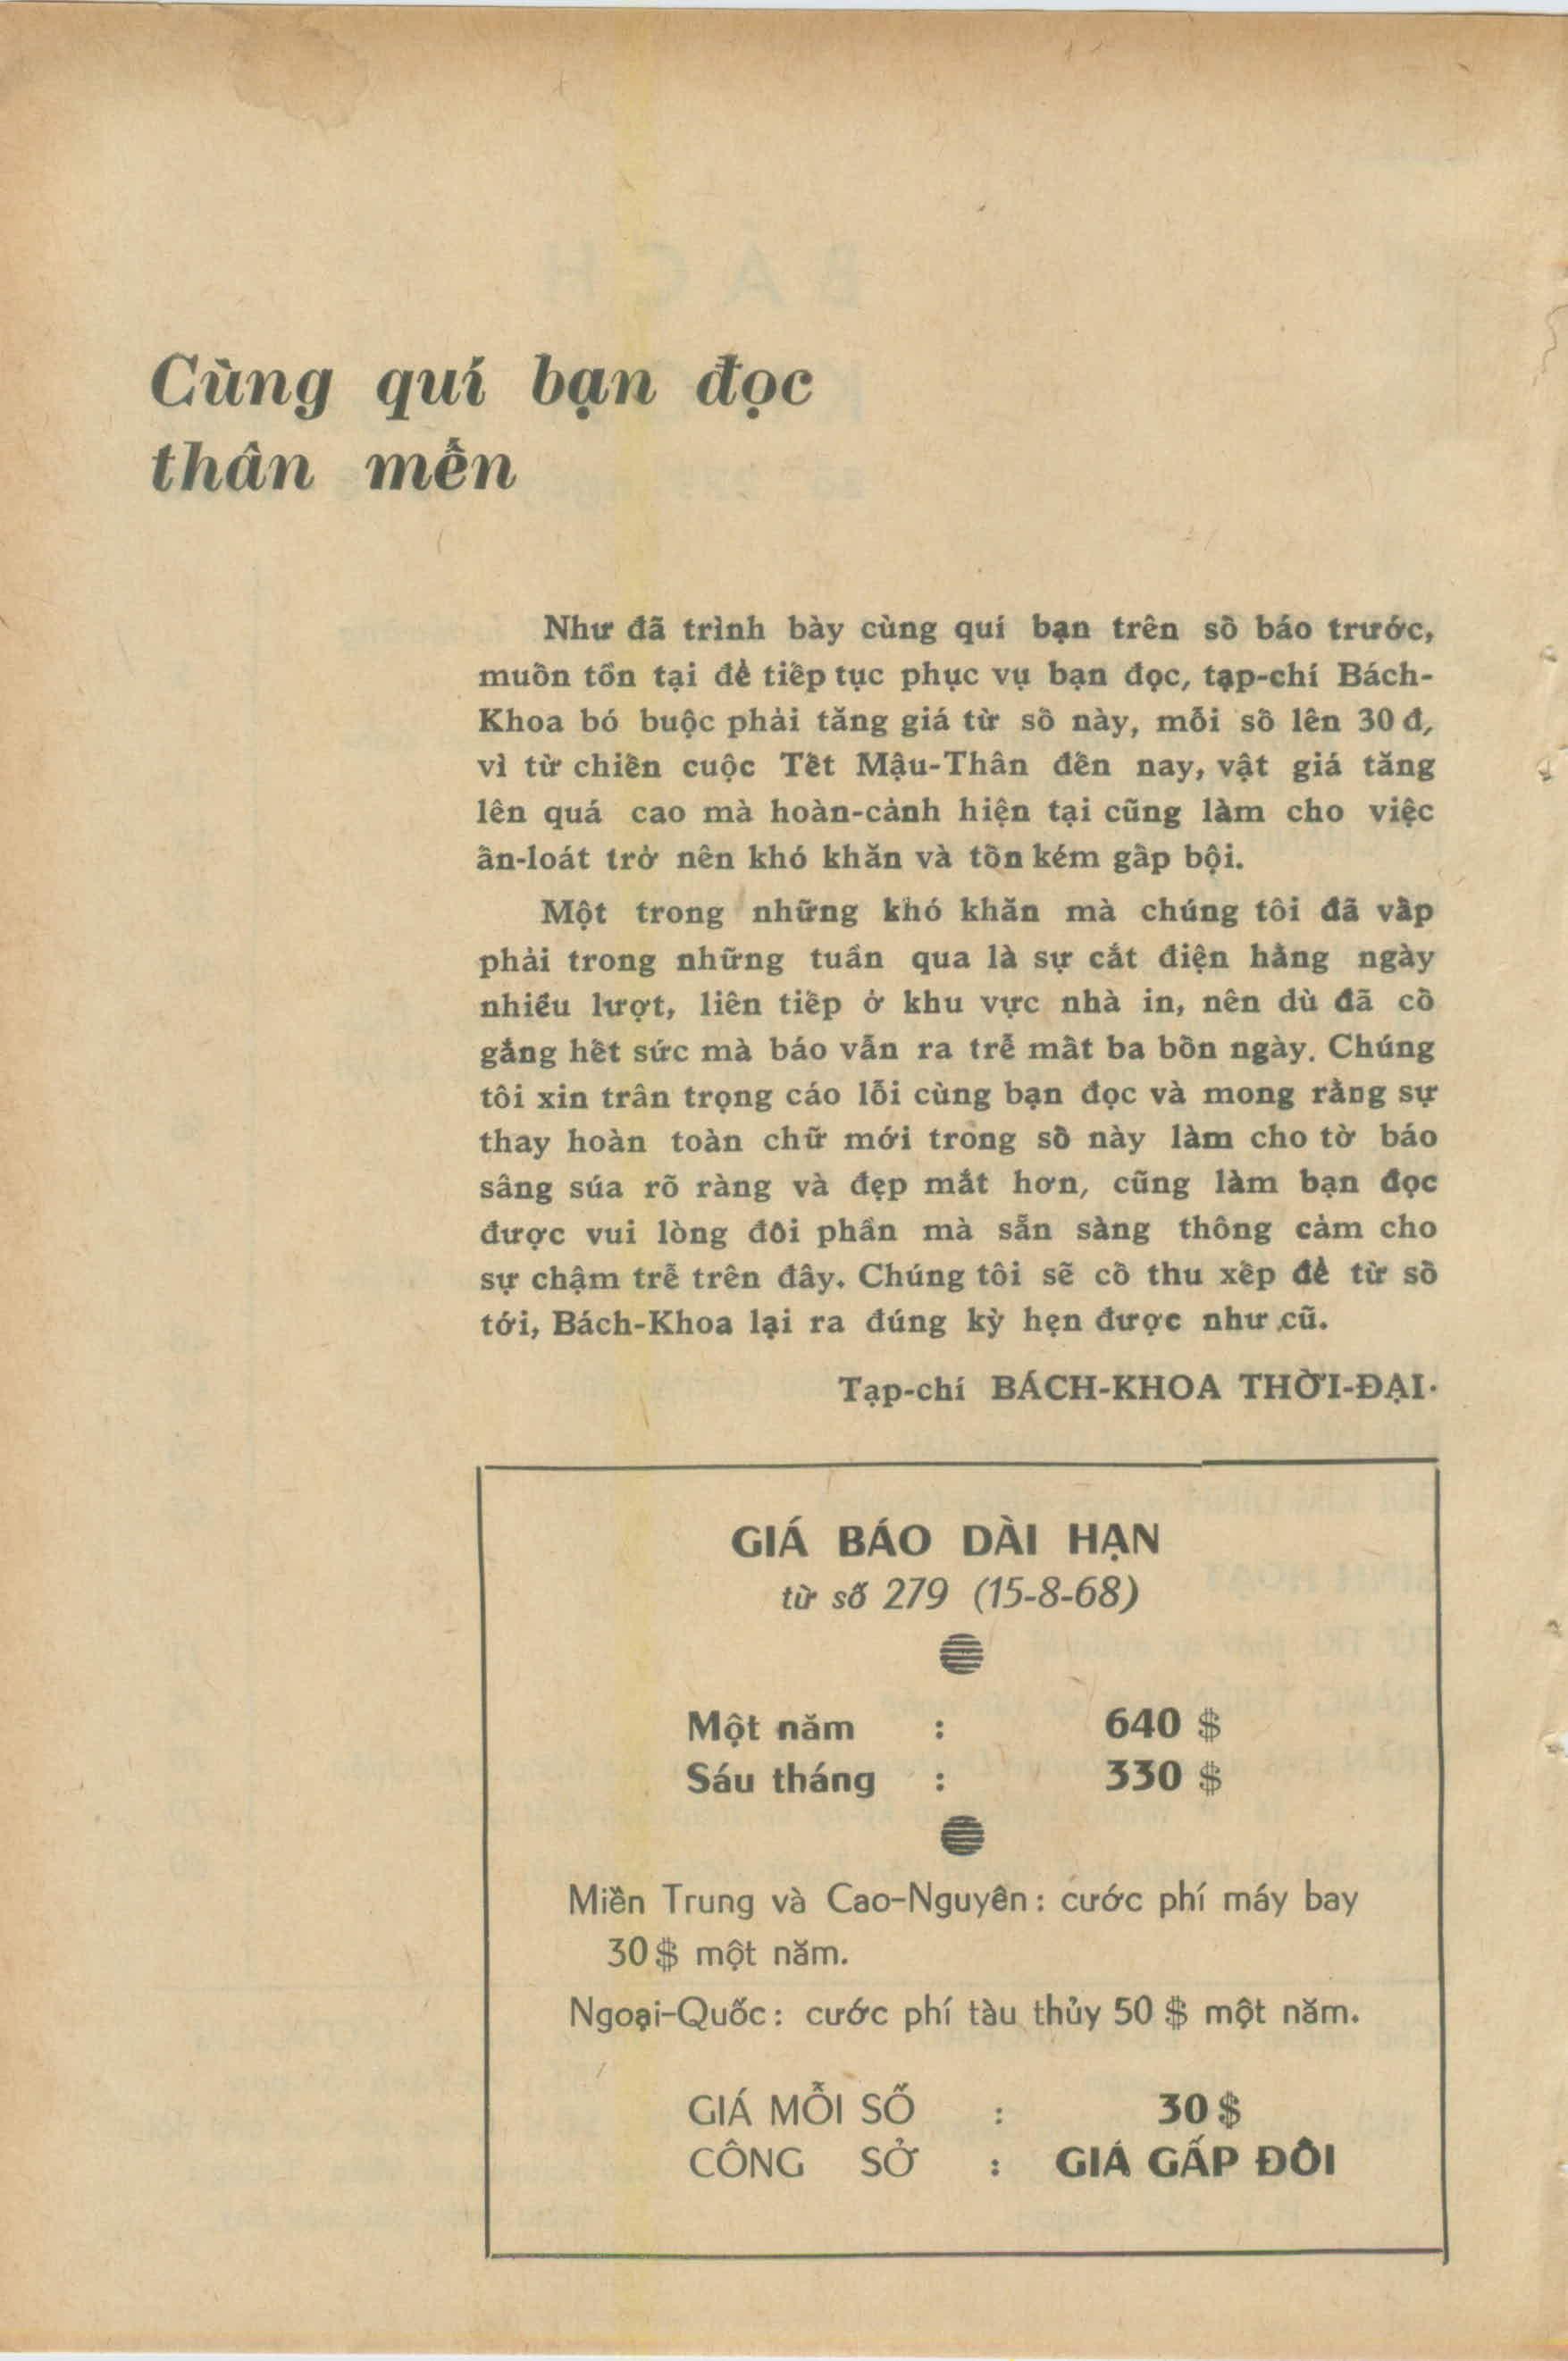 Cùng quí bạn đọc
thân mến
Như đã trình bày cùng quí bạn trên số báo trước,
muốn tồn tại để tiếp tục phục vụ bạn đọc, tạp-chí Bách-
Khoa bó buộc phải tăng giá từ số này, mỗi số lên 30 đ,
vì từ chiến cuộc Tết Mậu-Thân đến nay, vật giá tăng
lên quá cao mà hoàn-cảnh hiện tại cũng làm cho việc
ấn-loát trở nên khó khăn và tốn kém gấp bội.
Một trong những khó khăn mà chúng tôi đã vấp
phải trong những tuần qua là sự cắt điện hằng ngày
nhiều lượt, liên tiếp ở khu vực nhà in, nên dù đã cố
gắng hết sức mà báo vẫn ra trễ mất ba bốn ngày. Chúng
tôi xin trân trọng cáo lỗi cùng bạn đọc và mong rằng sự
thay hoàn toàn chữ mới trong số này làm cho tờ báo
sâng súa rõ ràng và đẹp mắt hơn, cũng làm bạn đọc
được vui lòng đôi phần mà sẵn sàng thông cảm cho
sự chậm trễ trên đây. Chúng tôi sẽ cố thu xếp để từ số
tới, Bách-Khoa lại ra đúng kỳ hẹn được như cũ.
Tạp-chí BÁCH-KHOA THỜI-ĐẠI.
GIÁ BÁO DÀI HẠN
từ số 279 (15-8-68)
Một năm : 640 $
Sáu tháng : 330 $
Miền Trung và Cao-Nguyên : cước phí máy bay
30 $ một năm.
Ngoại-Quốc : cước phí tàu thủy 50 $ một năm.
GIÁ MỖI SỐ : 30 $
CÔNG SỞ : GIÁ GẤP ĐÔI